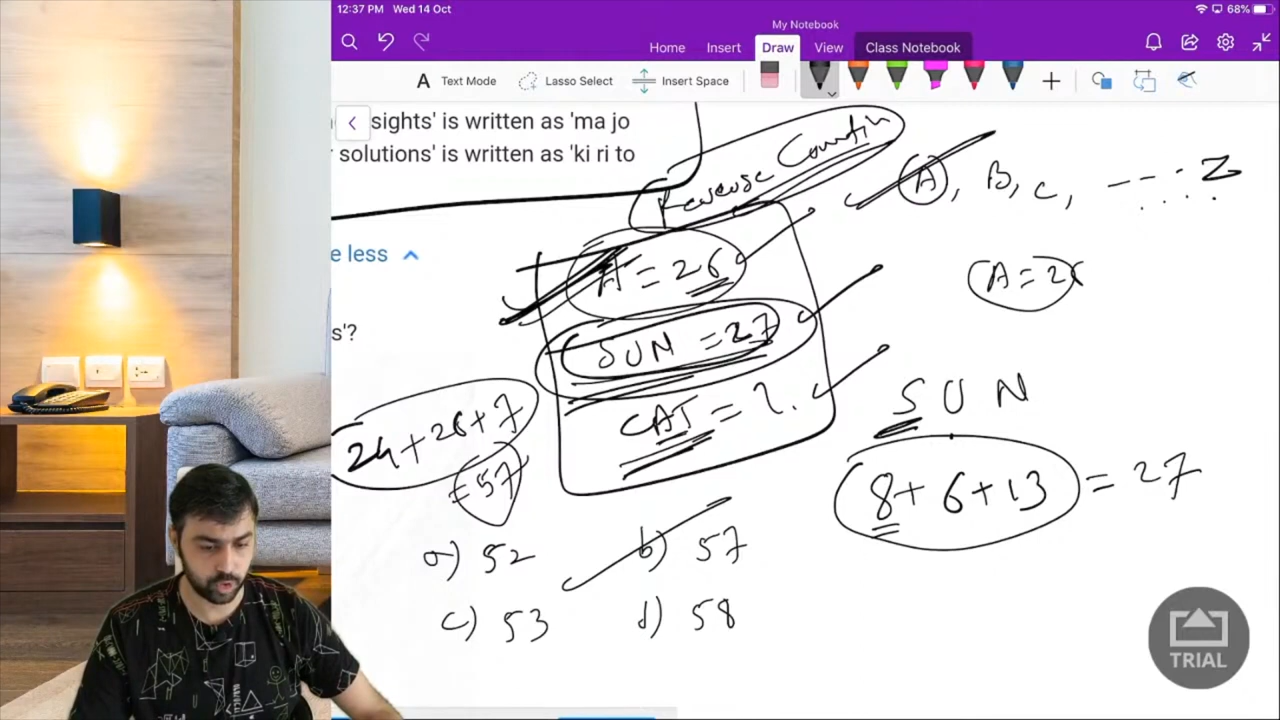 12:37 PM Wed 14 Oct
68%
My Notebook
Home Insert Draw View Class Notebook
A Text Mode Lasso Select Insert Space
sights' is written as 'ma jo
solutions' is written as 'ki ri to
Reverse
A, B, C, ---- Z
e less
A = 26
A = 26
s'?
SUN = 27
CAT = ?
SUN
24+26+7
= 57
8+6+13 = 27
a) 52 b) 57
c) 53 d) 58
TRIAL